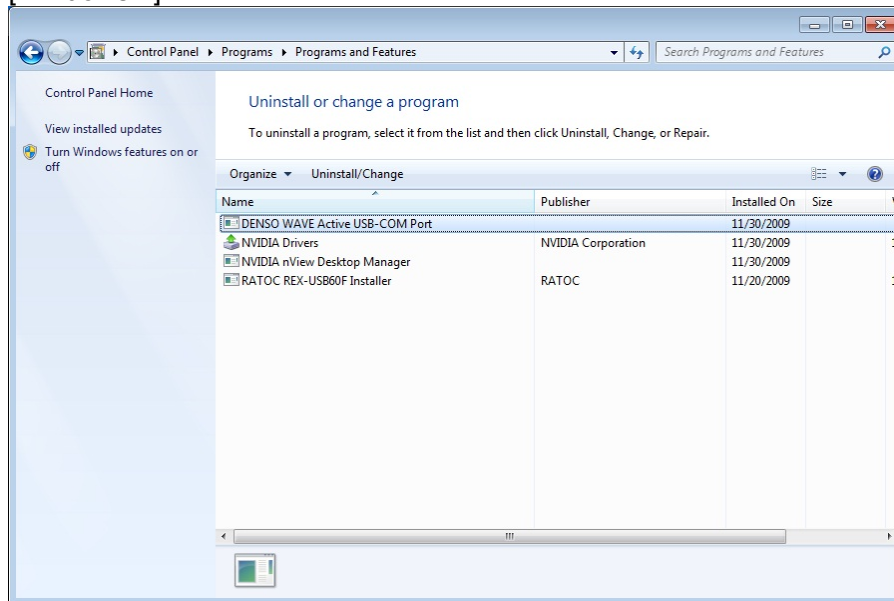 Control Panel ▸ Programs ▸ Programs and Features
Search Programs and Features
Control Panel Home
View installed updates
Turn Windows features on or
off
Uninstall or change a program
To uninstall a program, select it from the list and then click Uninstall, Change, or Repair.
Organize Uninstall/Change
Name Publisher Installed On Size
DENSO WAVE Active USB-COM Port 11/30/2009
NVIDIA Drivers NVIDIA Corporation 11/30/2009
NVIDIA nView Desktop Manager 11/30/2009
RATOC REX-USB60F Installer RATOC 11/20/2009